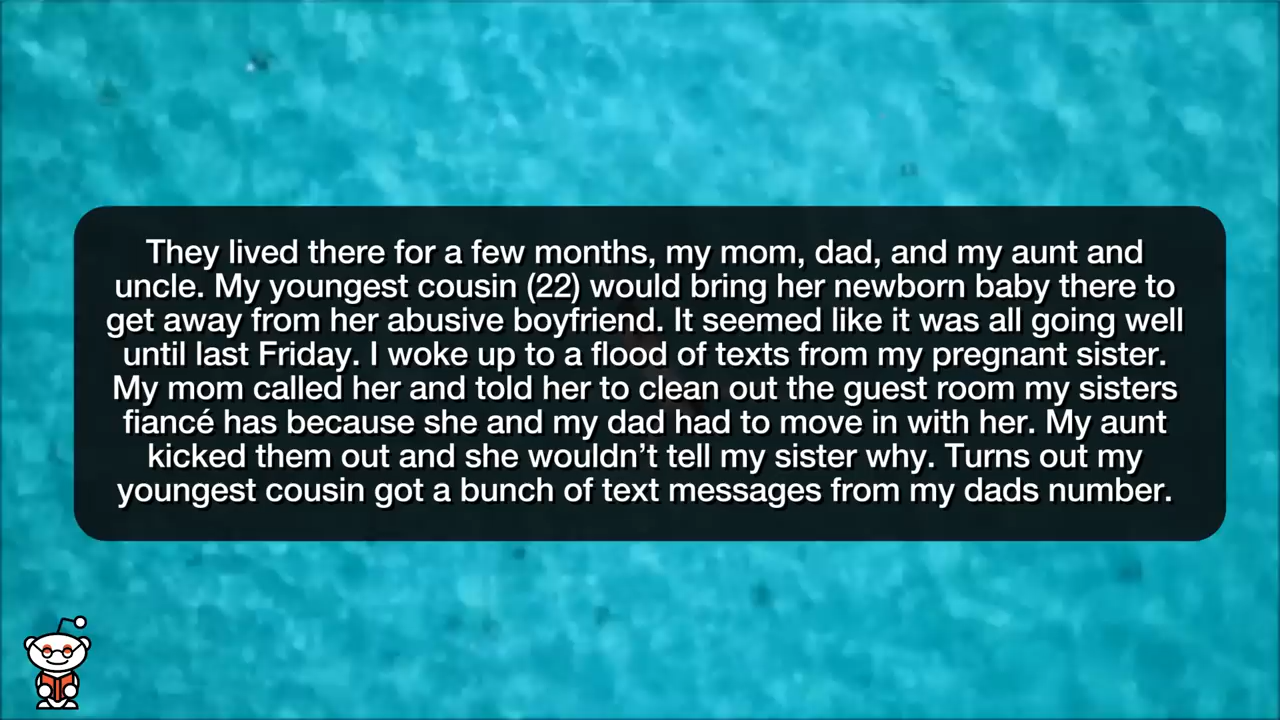 They lived there for a few months, my mom, dad, and my aunt and
uncle. My youngest cousin (22) would bring her newborn baby there to
get away from her abusive boyfriend. It seemed like it was all going well
until last Friday. I woke up to a flood of texts from my pregnant sister.
My mom called her and told her to clean out the guest room my sisters
fiancé has because she and my dad had to move in with her. My aunt
kicked them out and she wouldn’t tell my sister why. Turns out my
youngest cousin got a bunch of text messages from my dads number.